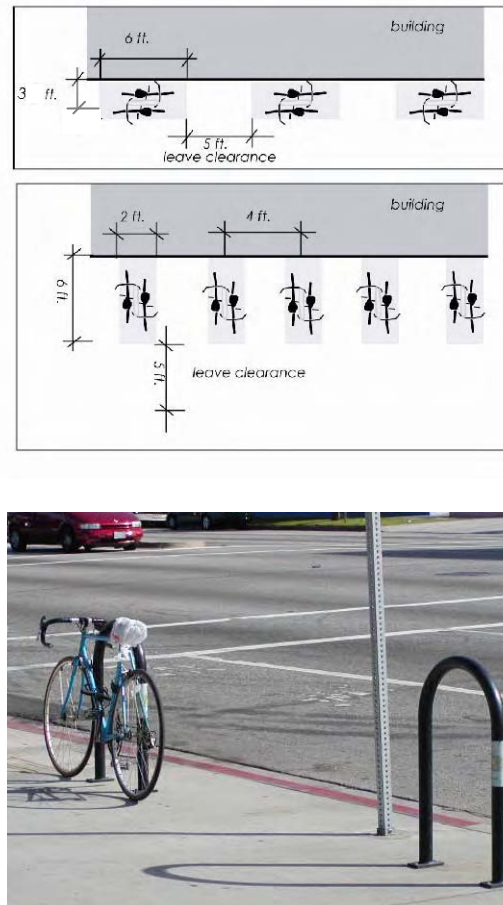 building
6 ft.
3 ft.
5 ft.
leave clearance
building
2 ft.
4 ft.
6 ft.
5 ft.
leave clearance